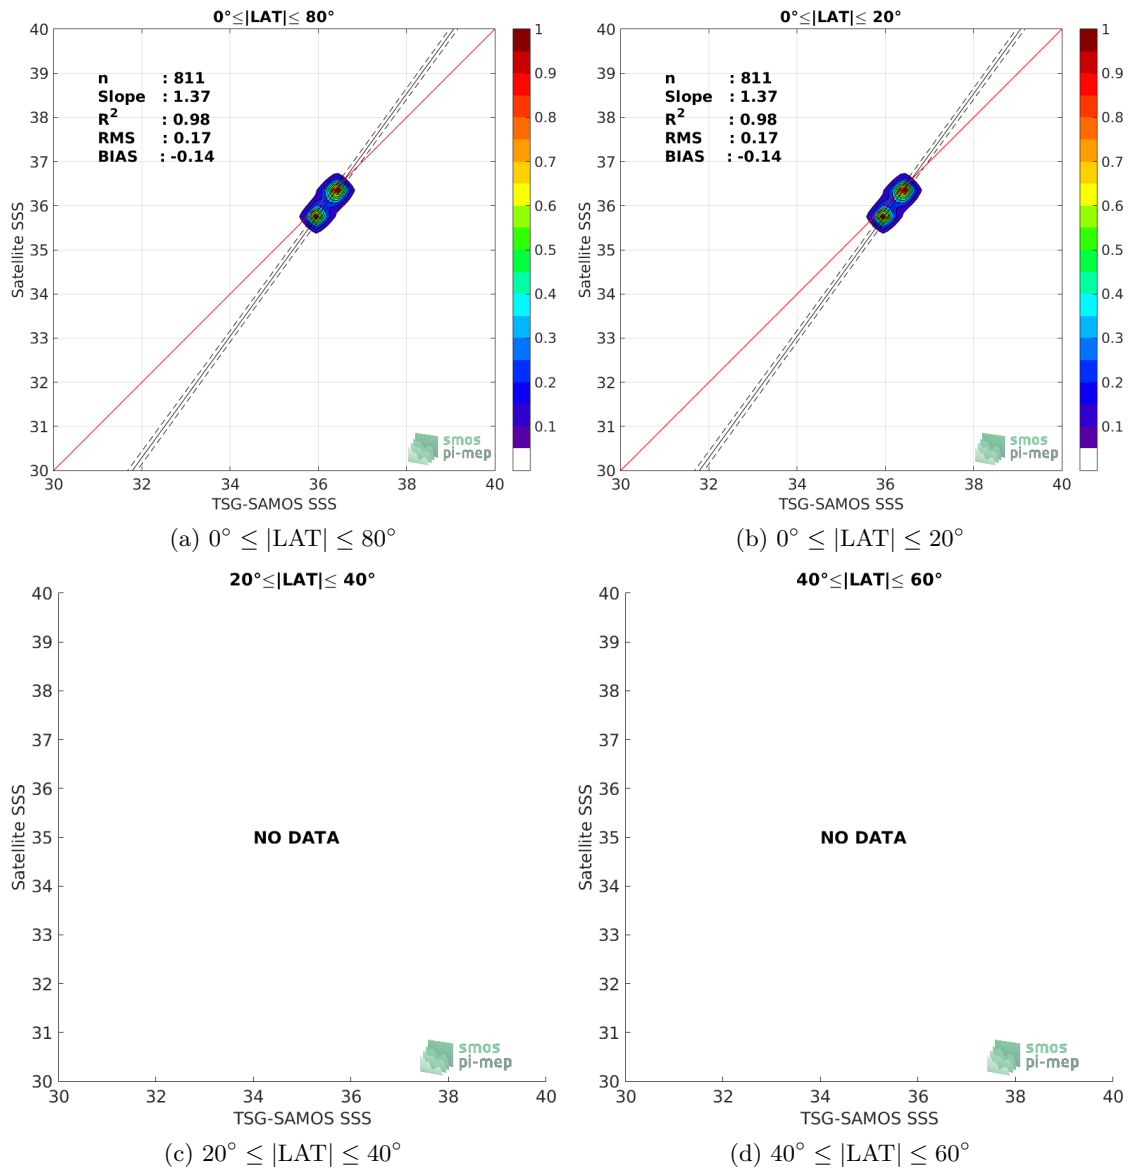 0°≤|LAT|≤ 80°
n : 811
Slope : 1.37
R2 : 0.98
RMS : 0.17
BIAS : -0.14
40
39
38
37
36
35
34
33
32
31
30
30 32 34 36 38 40
Satellite SSS
TSG-SAMOS SSS
1
0.9
0.8
0.7
0.6
0.5
0.4
0.3
0.2
0.1
smos
pi-mep
(a) 0° ≤ |LAT| ≤ 80°
0°≤|LAT|≤ 20°
n : 811
Slope : 1.37
R2 : 0.98
RMS : 0.17
BIAS : -0.14
40
39
38
37
36
35
34
33
32
31
30
30 32 34 36 38 40
Satellite SSS
TSG-SAMOS SSS
1
0.9
0.8
0.7
0.6
0.5
0.4
0.3
0.2
0.1
smos
pi-mep
(b) 0° ≤ |LAT| ≤ 20°
20°≤|LAT|≤ 40°
40
39
38
37
36
35
34
33
32
31
30
30 32 34 36 38 40
Satellite SSS
NO DATA
TSG-SAMOS SSS
smos
pi-mep
(c) 20° ≤ |LAT| ≤ 40°
40°≤|LAT|≤ 60°
40
39
38
37
36
35
34
33
32
31
30
30 32 34 36 38 40
Satellite SSS
NO DATA
TSG-SAMOS SSS
smos
pi-mep
(d) 40° ≤ |LAT| ≤ 60°